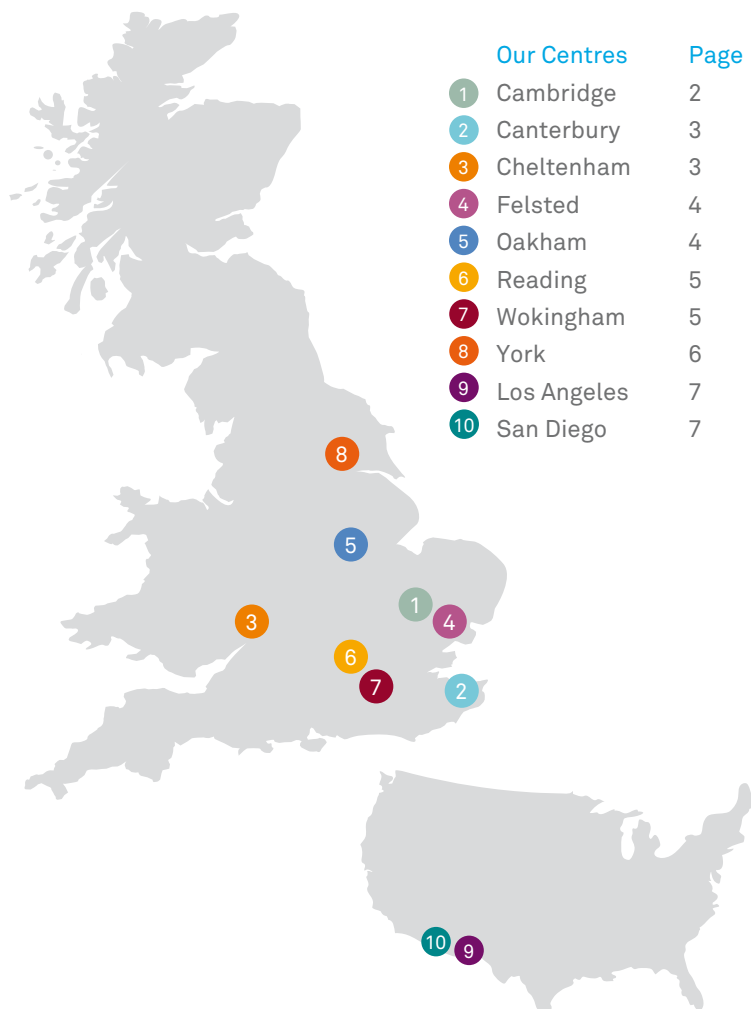 Our Centres Page
1 Cambridge 2
2 Canterbury 3
3 Cheltenham 3
4 Felsted 4
5 Oakham 4
6 Reading 5
7 Wokingham 5
8 York 6
9 Los Angeles 7
10 San Diego 7
8
5
1
3
4
6
7
2
10
9